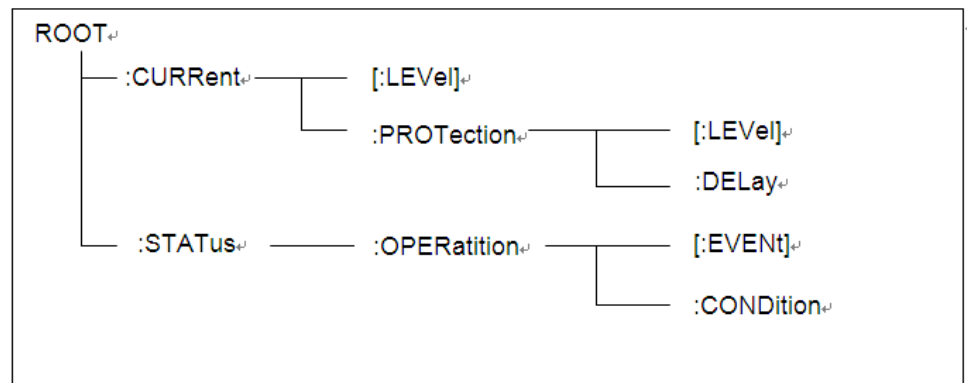 ROOT↵
:CURRent↵ [:LEVel]↵
:PROTection↵ [:LEVel]↵
:DELay↵
:STATus↵ :OPERatition↵ [:EVENt]↵
:CONDition↵